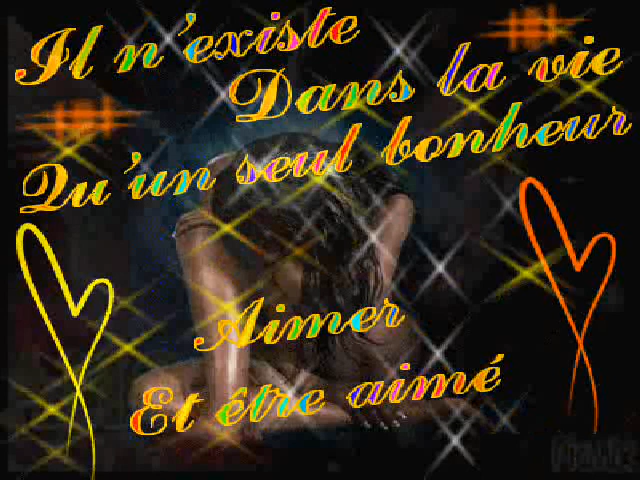 Il n'existe
Dans la vie
Qu'un seul bonheur
Aimer
Et être aimé